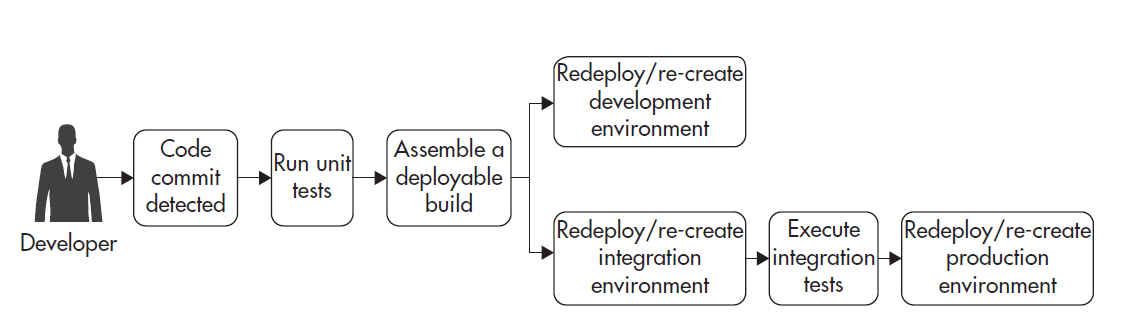 Developer
Code
commit
detected
Run unit
tests
Assemble a
deployable
build
Redeploy/re-create
development
environment
Redeploy/re-create
integration
environment
Execute
integration
tests
Redeploy/re-create
production
environment